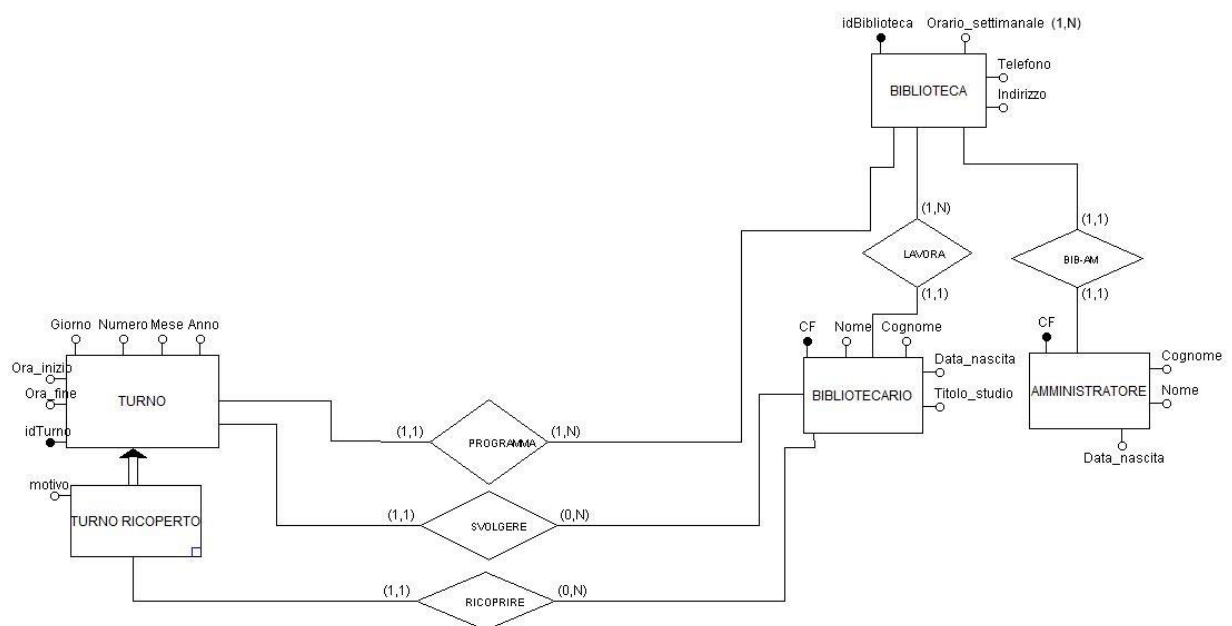 idBiblioteca Orario_settimanale (1,N)
Telefono
BIBLIOTECA
Indirizzo
(1,N)
(1,1)
LAVORA
BIB-AM
(1,1)
(1,1)
Giorno Numero Mese Anno
CF Nome Cognome
CF
Ora_inizio
Data_nascita
Cognome
Ora_fine
TURNO
BIBLIOTECARIO
Titolo_studio
AMMINISTRATORE
Nome
idTurno
(1,1)
PROGRAMMA
(1,N)
Data_nascita
motivo
TURNO RICOPERTO
(1,1)
SVOLGERE
(0,N)
(1,1)
RICOPRIRE
(0,N)